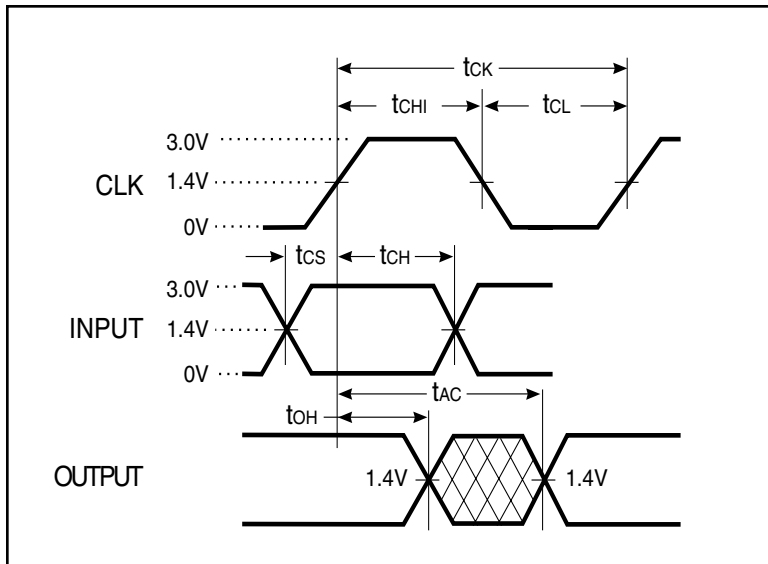 tCK
tCHI tCL
3.0V
CLK 1.4V
0V
tCS tCH
3.0V
INPUT 1.4V
0V
tAC
tOH
OUTPUT 1.4V 1.4V